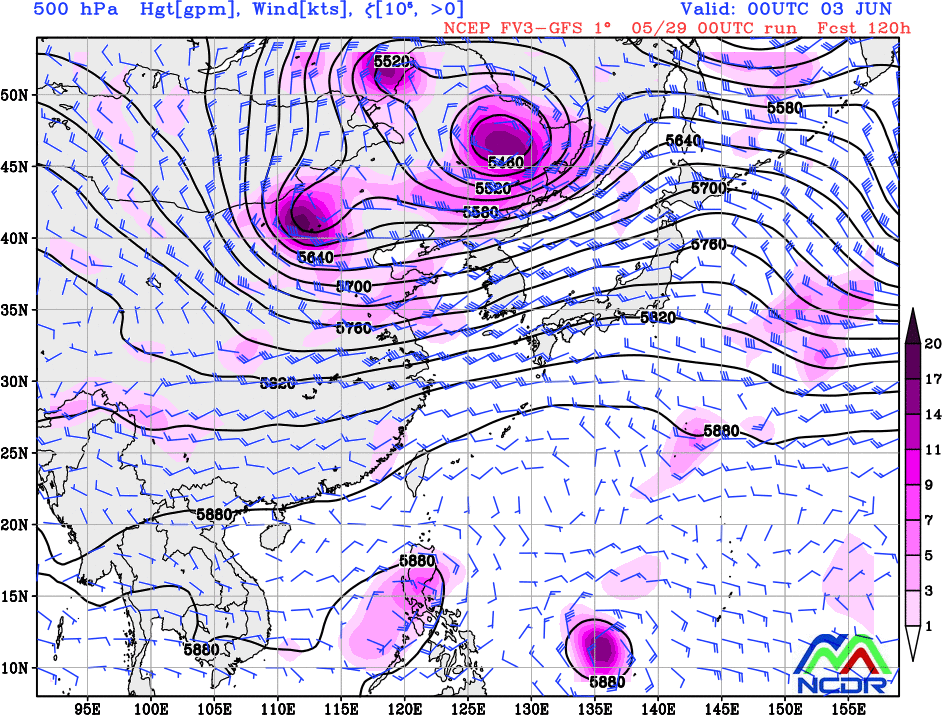 500 hPa Hgt[gpm], Wind[kts], ζ[10⁵, >0] Valid: 00UTC 03 JUN
NCEP FV3-GFS 1° 05/29 00UTC run Fcst 120h
5520
50N
5580
5640
45N
5460
5520
5700
5580
40N
5760
5640
5700
35N
5820
5760
20
30N
5820
17
14
5880
11
25N
9
5880
7
20N
5
5880
3
15N
1
5880
10N
5880
NCDR
95E 100E 105E 110E 115E 120E 125E 130E 135E 140E 145E 150E 155E